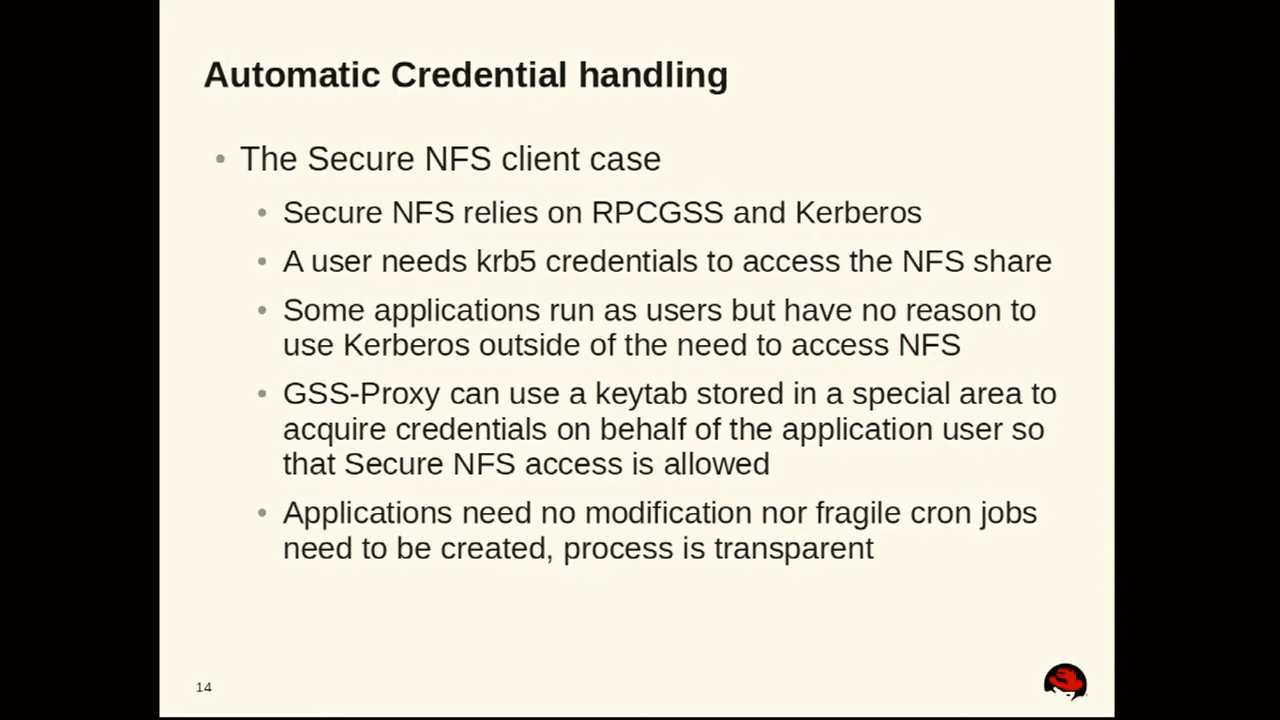 Automatic Credential handling
• The Secure NFS client case
• Secure NFS relies on RPCGSS and Kerberos
• A user needs krb5 credentials to access the NFS share
• Some applications run as users but have no reason to
use Kerberos outside of the need to access NFS
• GSS-Proxy can use a keytab stored in a special area to
acquire credentials on behalf of the application user so
that Secure NFS access is allowed
• Applications need no modification nor fragile cron jobs
need to be created, process is transparent
14